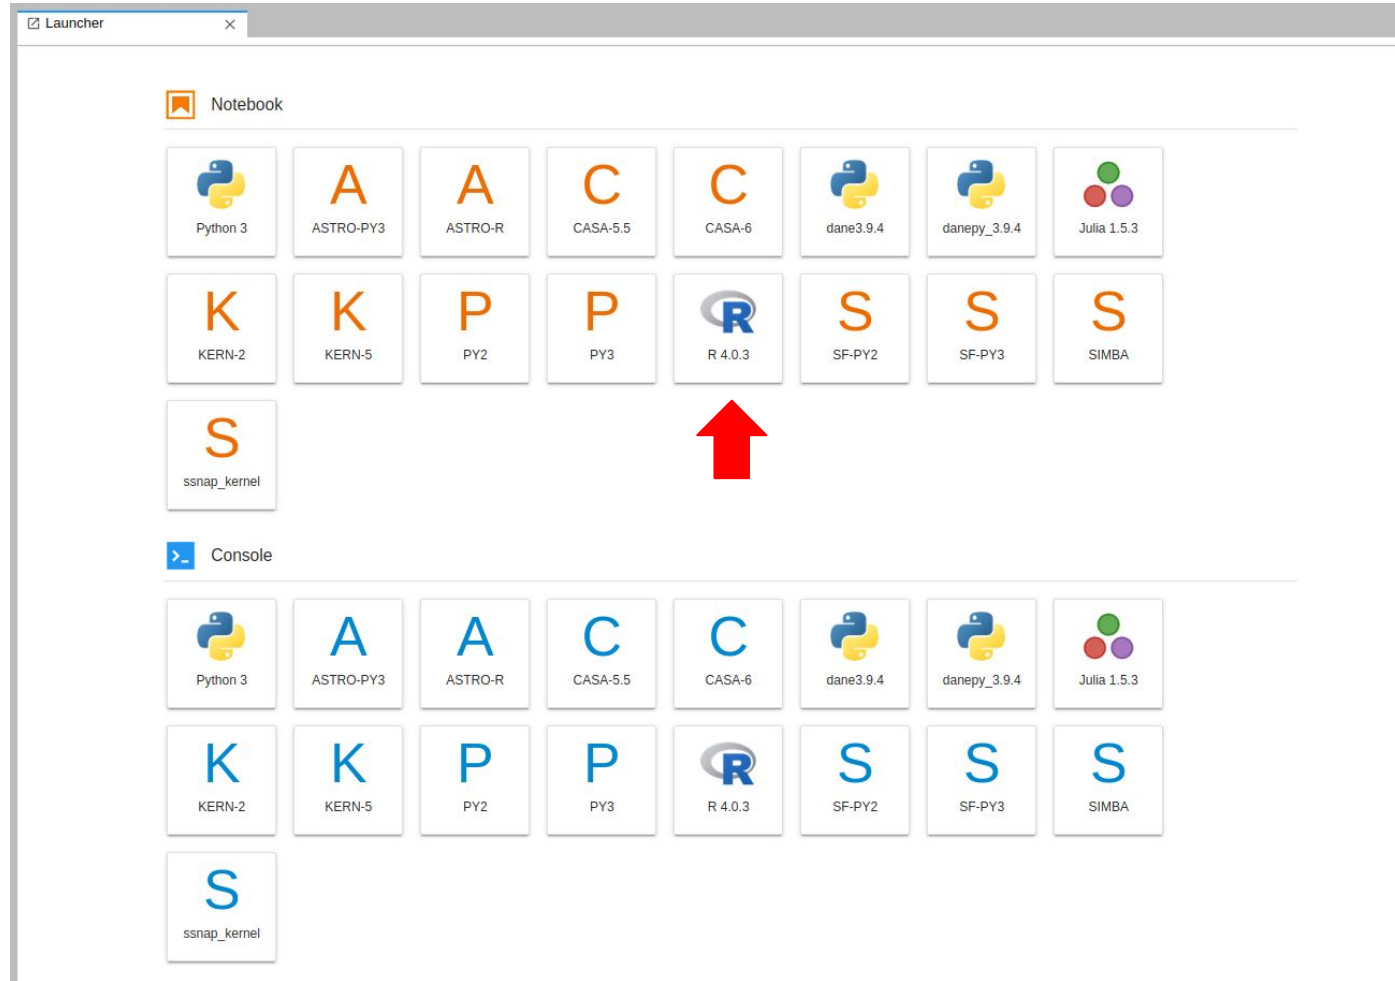 Launcher
Notebook
Python 3 ASTRO-PY3 ASTRO-R CASA-5.5 CASA-6 dane3.9.4 danepy_3.9.4 Julia 1.5.3
KERN-2 KERN-5 PY2 PY3 R 4.0.3 SF-PY2 SF-PY3 SIMBA
ssnap_kernel
Console
Python 3 ASTRO-PY3 ASTRO-R CASA-5.5 CASA-6 dane3.9.4 danepy_3.9.4 Julia 1.5.3
KERN-2 KERN-5 PY2 PY3 R 4.0.3 SF-PY2 SF-PY3 SIMBA
ssnap_kernel